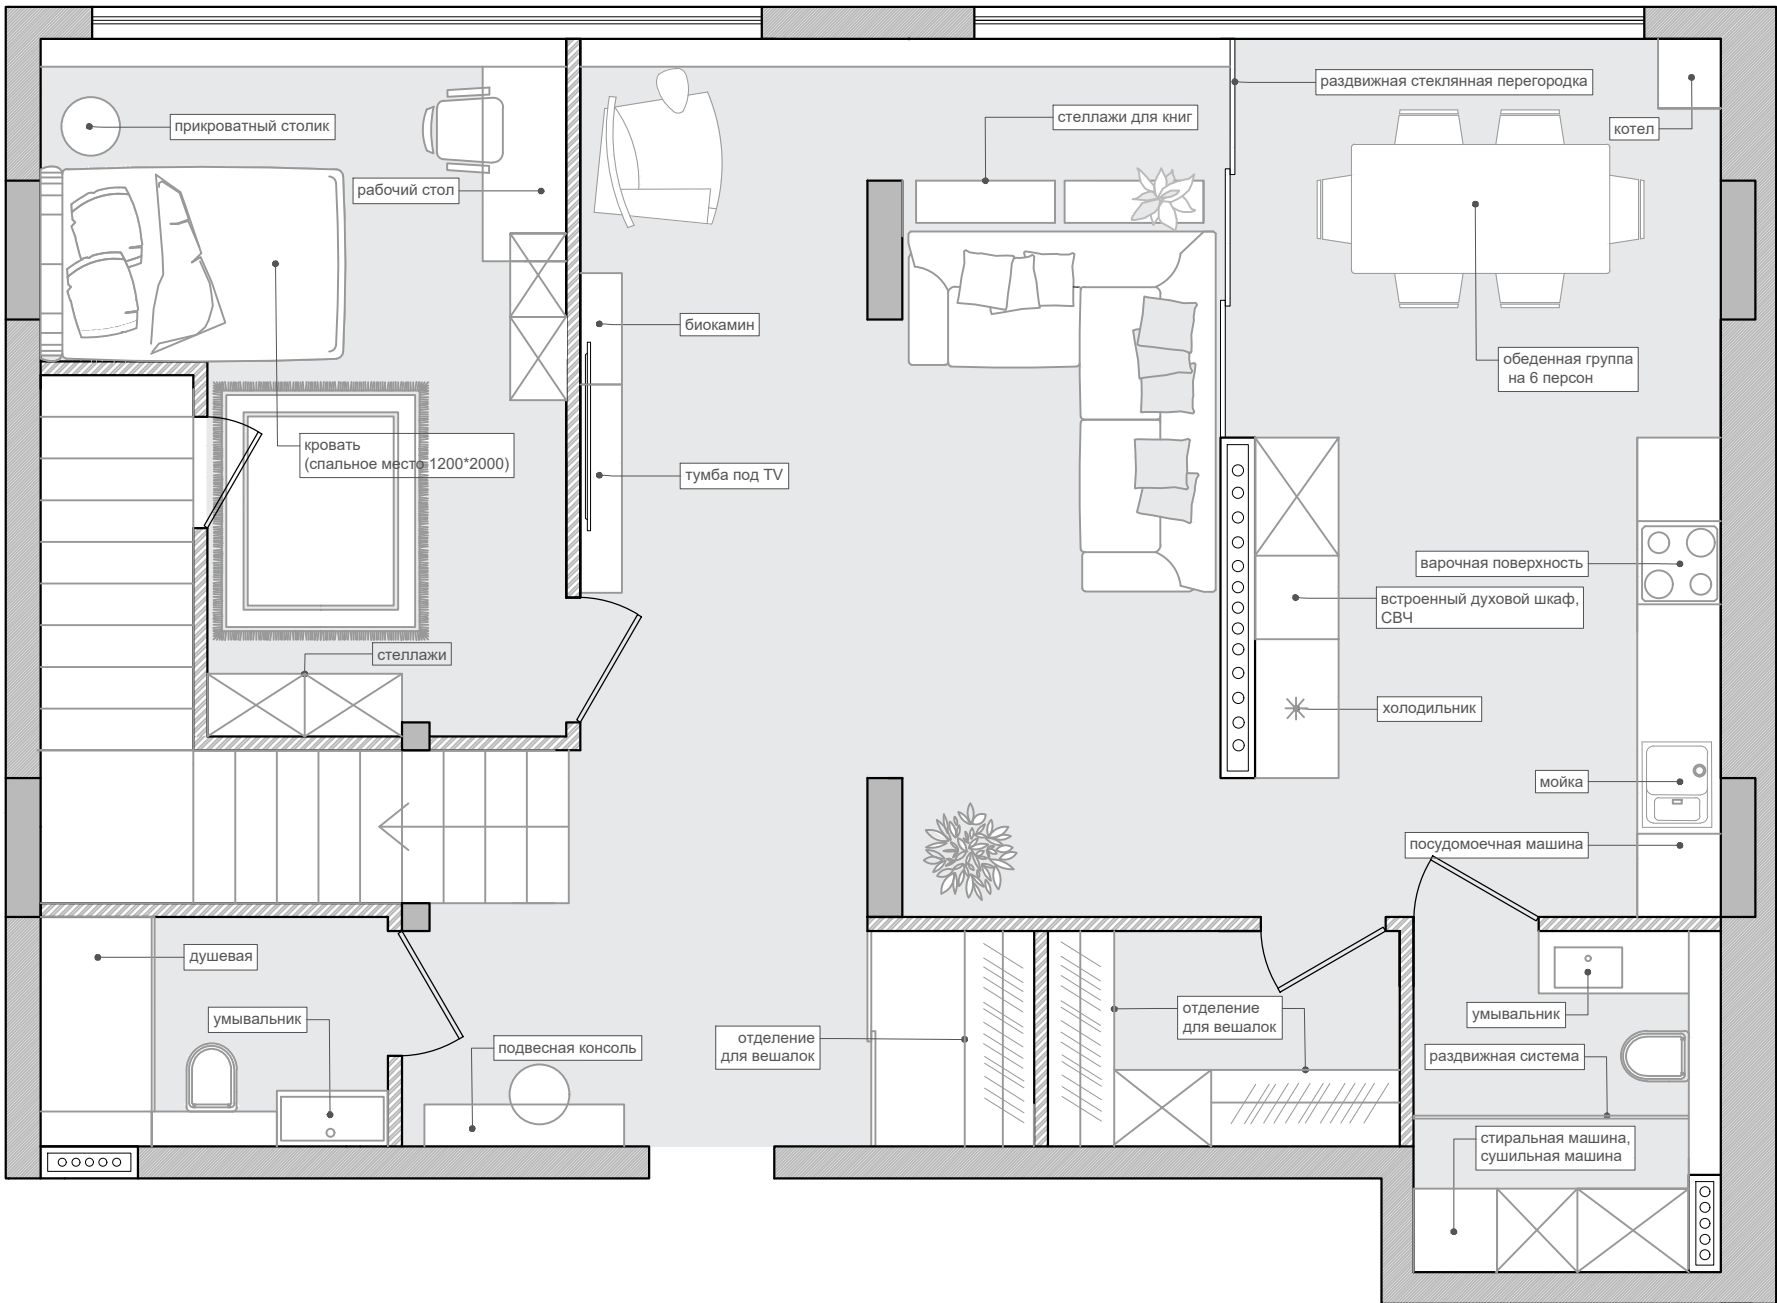 раздвижная стеклянная перегородка
стеллажи для книг
прикроватный столик
котел
рабочий стол
биокамин
обеденная группа
на 6 персон
кровать
(спальное место 1200*2000)
тумба под TV
варочная поверхность
встроенный духовой шкаф,
СВЧ
стеллажи
холодильник
мойка
посудомоечная машина
душевая
умывальник
подвесная консоль
отделение
для вешалок
отделение
для вешалок
умывальник
раздвижная система
стиральная машина,
сушильная машина